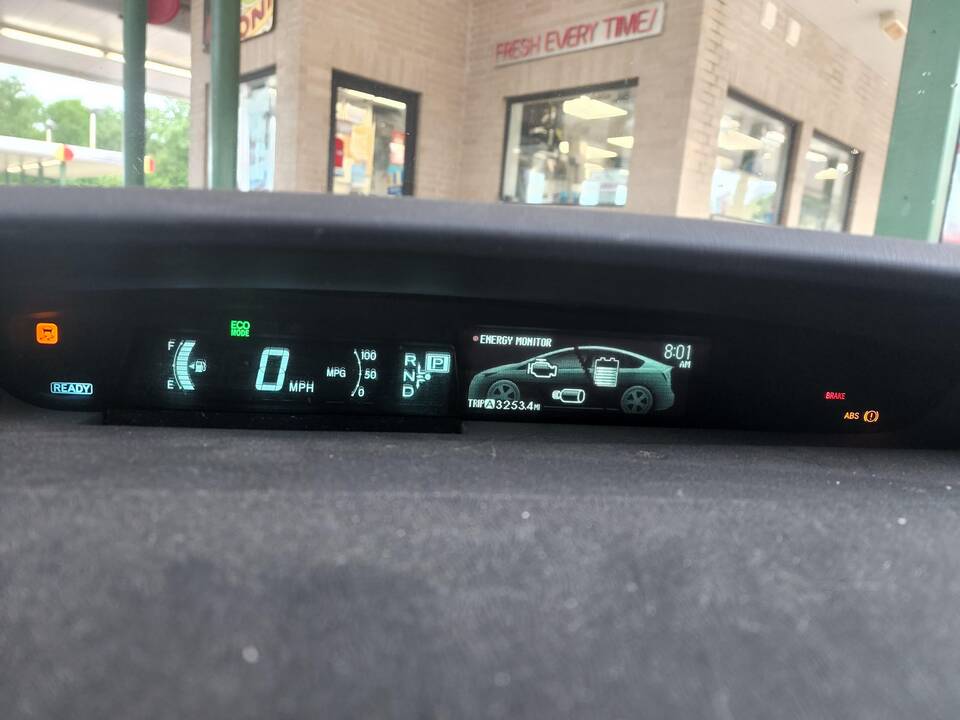 FRESH EVERY TIME!
ECO
MODE
F
E
READY
0 MPH
MPG
100
50
0
R
N
D
P
ENERGY MONITOR
8:01
AM
TRIP A 3253.4 MI
BRAKE
ABS